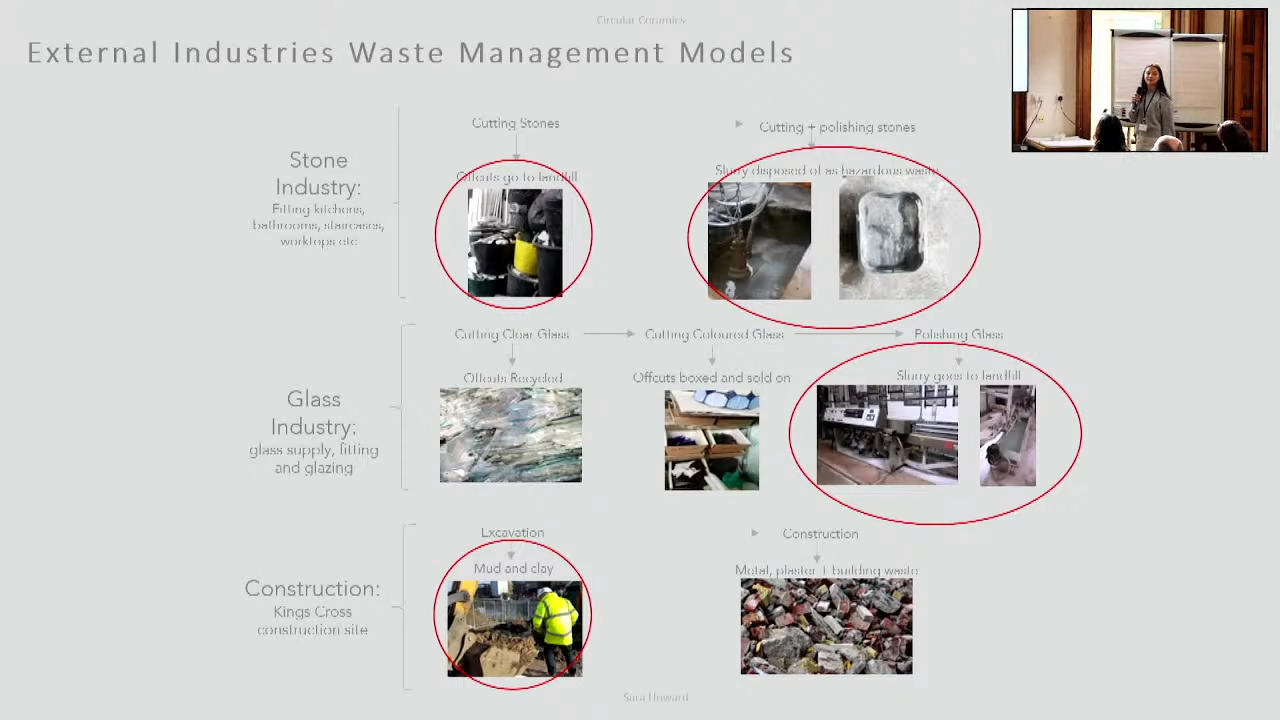 Circular Ceramics
External Industries Waste Management Models
Stone
Industry:
Fitting kitchens,
bathrooms, staircases,
worktops etc
Cutting Stones
Offcuts go to landfill
Cutting + polishing stones
Slurry disposed of as hazardous waste
Glass
Industry:
glass supply, fitting
and glazing
Cutting Clear Glass
Offcuts Recycled
Cutting Coloured Glass
Offcuts boxed and sold on
Polishing Glass
Slurry goes to landfill
Construction:
Kings Cross
construction site
Excavation
Mud and clay
Construction
Metal, plaster + building waste
Sara Howard